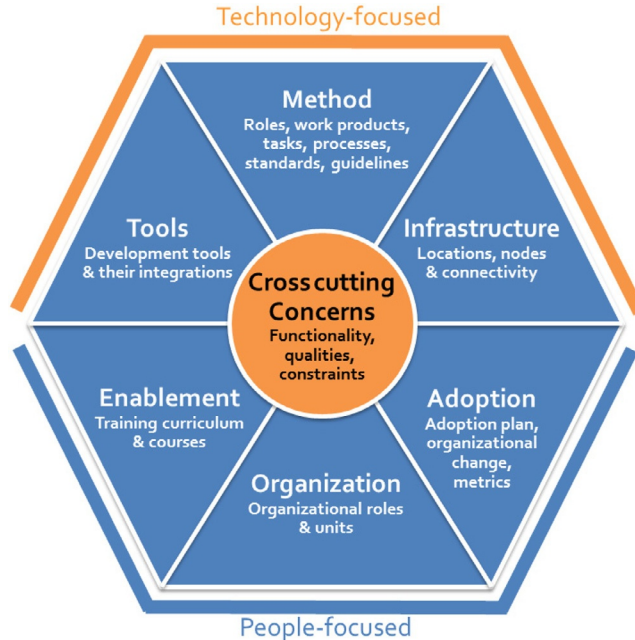 Technology-focused
Method
Roles, work products,
tasks, processes,
standards, guidelines
Tools
Development tools
& their integrations
Infrastructure
Locations, nodes
& connectivity
Cross cutting
Concerns
Functionality,
qualities,
constraints
Enablement
Training curriculum
& courses
Adoption
Adoption plan,
organizational
change,
metrics
Organization
Organizational roles
& units
People-focused